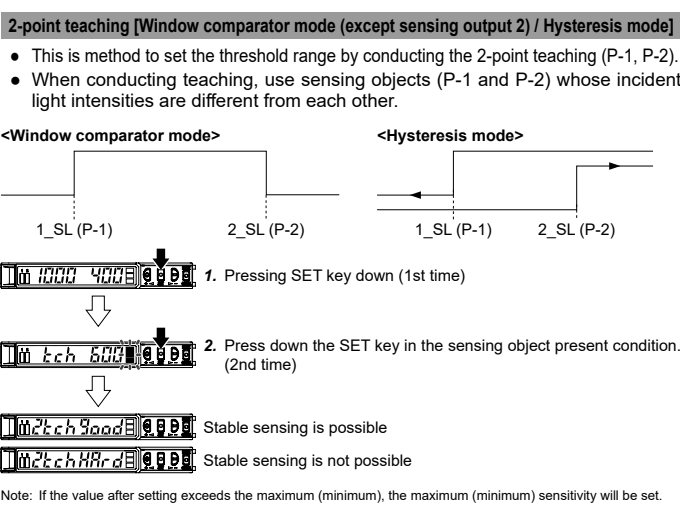 2-point teaching [Window comparator mode (except sensing output 2) / Hysteresis mode]
● This is method to set the threshold range by conducting the 2-point teaching (P-1, P-2).
● When conducting teaching, use sensing objects (P-1 and P-2) whose incident
light intensities are different from each other.
<Window comparator mode>
<Hysteresis mode>
1_SL (P-1)
2_SL (P-2)
1_SL (P-1)
2_SL (P-2)
1000 400
1. Pressing SET key down (1st time)
tch 600
2. Press down the SET key in the sensing object present condition.
(2nd time)
2tchGood
Stable sensing is possible
2tchHArd
Stable sensing is not possible
Note: If the value after setting exceeds the maximum (minimum), the maximum (minimum) sensitivity will be set.